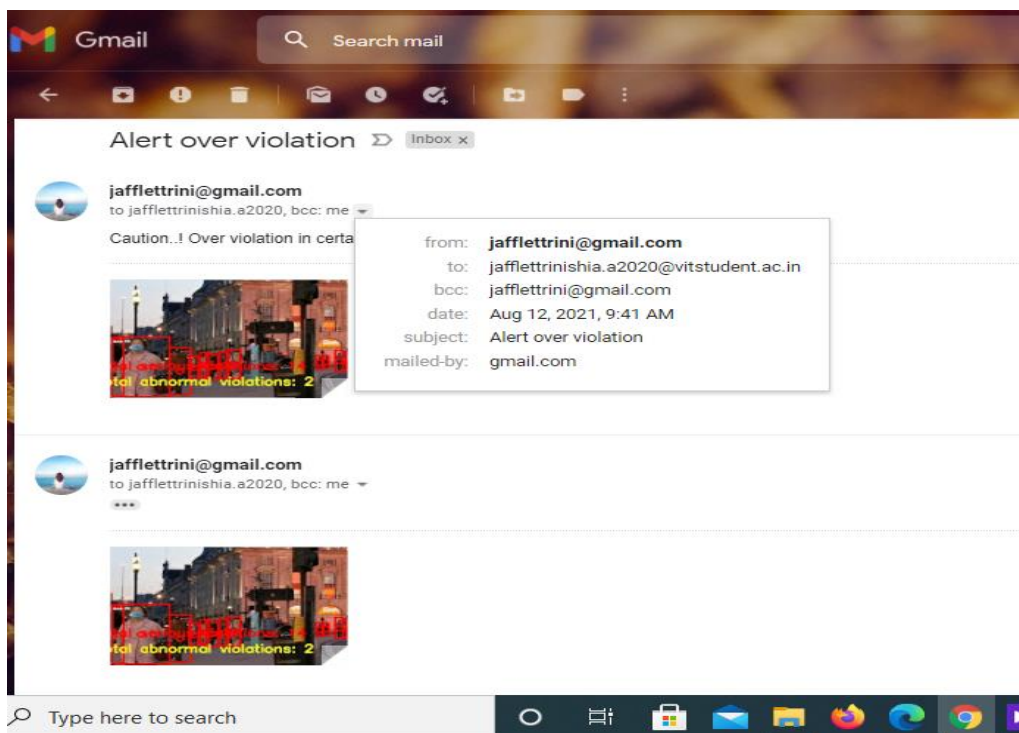 Gmail
Search mail
Alert over violation Inbox x
jafflettrini@gmail.com
to jafflettrinishia.a2020, bcc: me
Caution..! Over violation in certa
from: jafflettrini@gmail.com
to: jafflettrinishia.a2020@vitstudent.ac.in
bcc: jafflettrini@gmail.com
date: Aug 12, 2021, 9:41 AM
subject: Alert over violation
mailed-by: gmail.com
tal abnormal violations: 2
jafflettrini@gmail.com
to jafflettrinishia.a2020, bcc: me
tal abnormal violations: 2
Type here to search